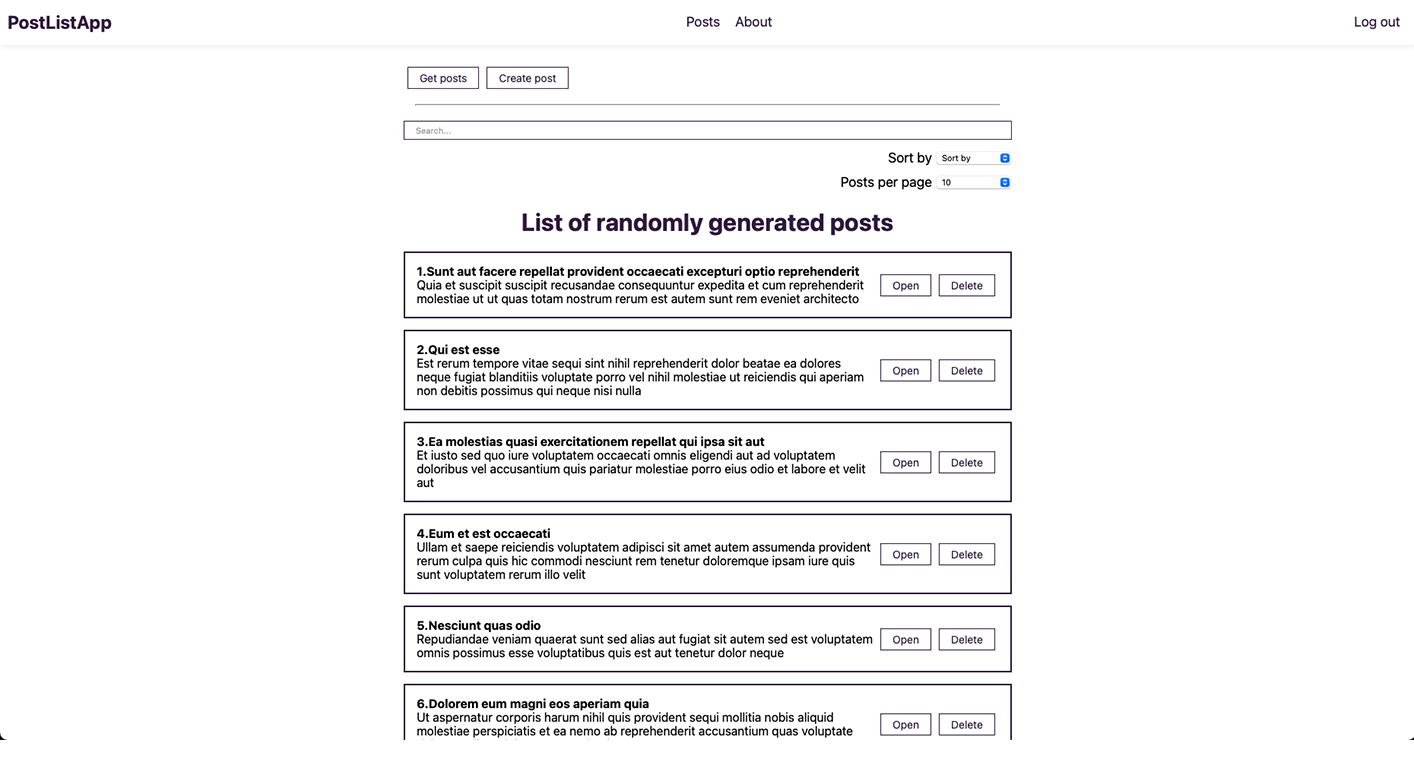 PostListApp Posts About Log out
Get posts Create post
Search...
Sort by Sort by
Posts per page 10
List of randomly generated posts
1.Sunt aut facere repellat provident occaecati excepturi optio reprehenderit
Quia et suscipit suscipit recusandae consequuntur expedita et cum reprehenderit
molestiae ut ut quas totam nostrum rerum est autem sunt rem eveniet architecto
Open Delete
2.Qui est esse
Est rerum tempore vitae sequi sint nihil reprehenderit dolor beatae ea dolores
neque fugiat blanditiis voluptate porro vel nihil molestiae ut reiciendis qui aperiam
non debitis possimus qui neque nisi nulla
Open Delete
3.Ea molestias quasi exercitationem repellat qui ipsa sit aut
Et iusto sed quo iure voluptatem occaecati omnis eligendi aut ad voluptatem
doloribus vel accusantium quis pariatur molestiae porro eius odio et labore et velit
aut
Open Delete
4.Eum et est occaecati
Ullam et saepe reiciendis voluptatem adipisci sit amet autem assumenda provident
rerum culpa quis hic commodi nesciunt rem tenetur doloremque ipsam iure quis
sunt voluptatem rerum illo velit
Open Delete
5.Nesciunt quas odio
Repudiandae veniam quaerat sunt sed alias aut fugiat sit autem sed est voluptatem
omnis possimus esse voluptatibus quis est aut tenetur dolor neque
Open Delete
6.Dolorem eum magni eos aperiam quia
Ut aspernatur corporis harum nihil quis provident sequi mollitia nobis aliquid
molestiae perspiciatis et ea nemo ab reprehenderit accusantium quas voluptate
Open Delete